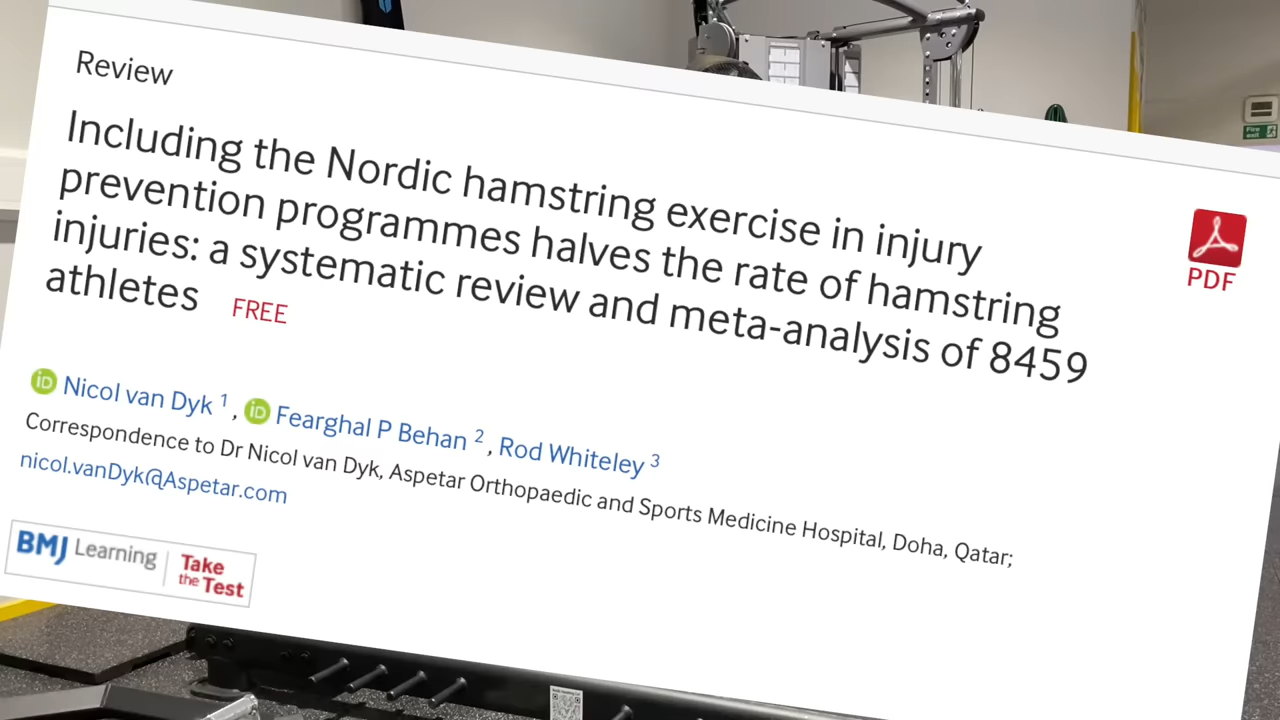 Review
Including the Nordic hamstring exercise in injury
prevention programmes halves the rate of hamstring
injuries: a systematic review and meta-analysis of 8459
athletes FREE
PDF
Nicol van Dyk 1, Fearghal P Behan 2, Rod Whiteley 3
Correspondence to Dr Nicol van Dyk, Aspetar Orthopaedic and Sports Medicine Hospital, Doha, Qatar;
nicol.vanDyk@Aspetar.com
BMJ Learning
Take
the Test
Fire
exit